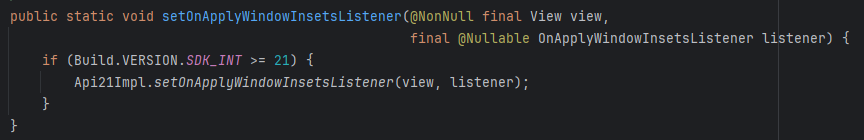 public static void setOnApplyWindowInsetsListener(@NonNull final View view,
final @Nullable OnApplyWindowInsetsListener listener) {
if (Build.VERSION.SDK_INT >= 21) {
Api21Impl.setOnApplyWindowInsetsListener(view, listener);
}
}